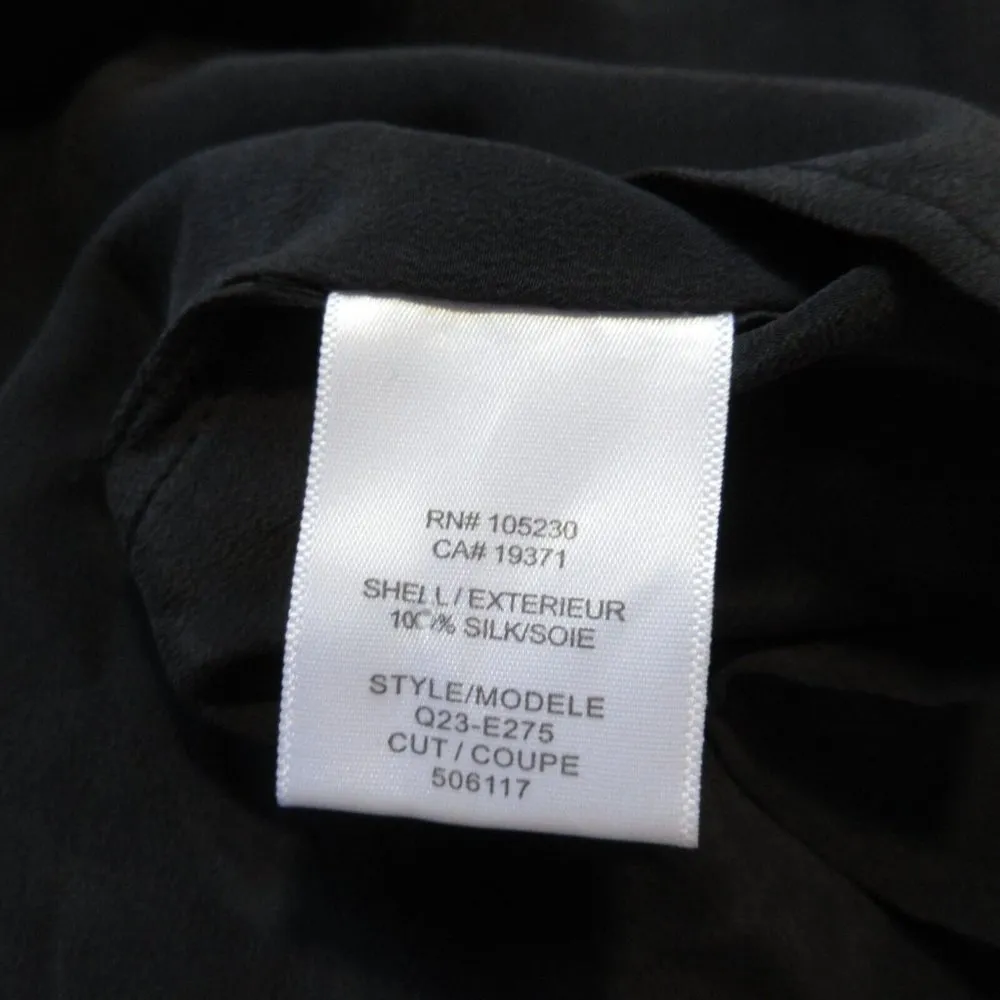 RN# 105230
CA# 19371
SHELL/EXTERIEUR
100% SILK/SOIE
STYLE/MODELE
Q23-E275
CUT/COUPE
506117